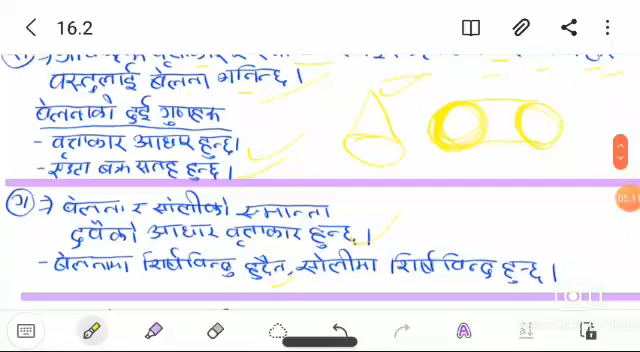 16.2
वस्तुलाई बेलना भनिन्छ ।
बेलनाको दुई गुणहरू
- वृत्ताकार आधार हुन्छ।
- एउटा बक्र सतह हुन्छ ।
ग) → बेलना र सोलीको समानता
दुवैको आधार वृत्ताकार हुन्छ ।
- बेलनामा शिर्षविन्दु हुदैन, सोलीमा शिर्ष विन्दु हुन्छ ।
05:11